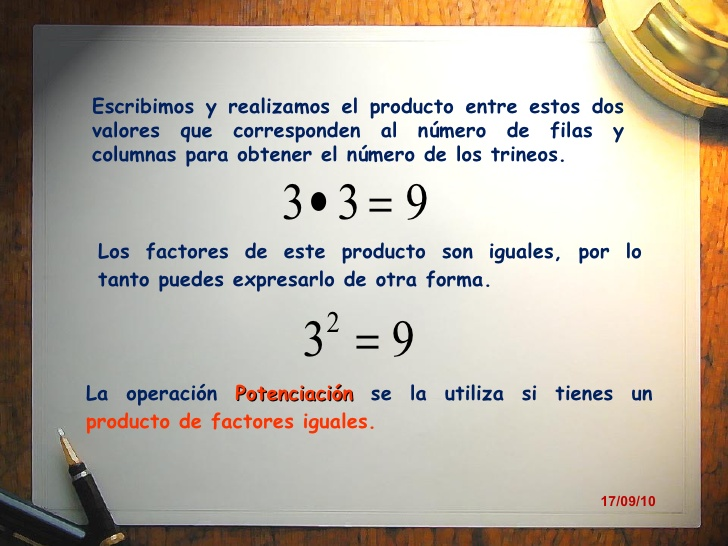 Escribimos y realizamos el producto entre estos dos
valores que corresponden al número de filas y
columnas para obtener el número de los trineos.
3•3 = 9
Los factores de este producto son iguales, por lo
tanto puedes expresarlo de otra forma.
3² = 9
La operación Potenciación se la utiliza si tienes un
producto de factores iguales.
17/09/10